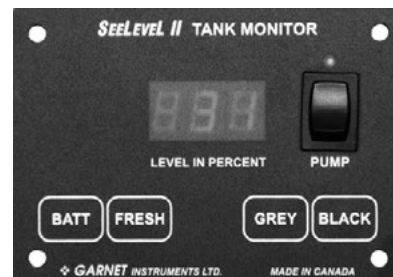 SEELEVEL II TANK MONITOR
31
LEVEL IN PERCENT
PUMP
BATT FRESH GREY BLACK
❖ GARNET INSTRUMENTS LTD. MADE IN CANADA